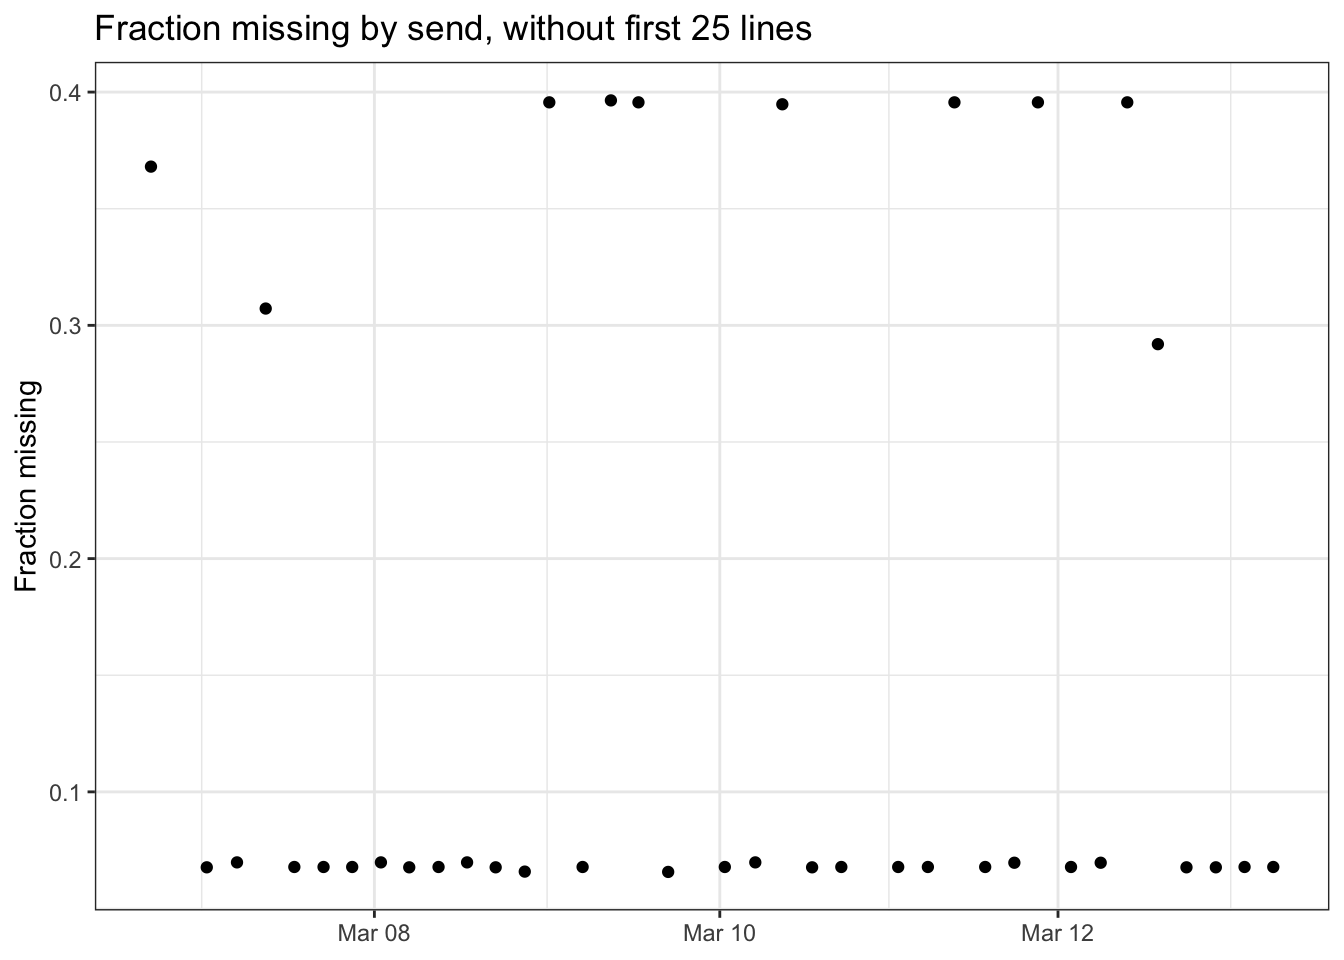 Fraction missing by send, without first 25 lines
0.4
0.3
0.2
0.1
Fraction missing
Mar 08
Mar 10
Mar 12